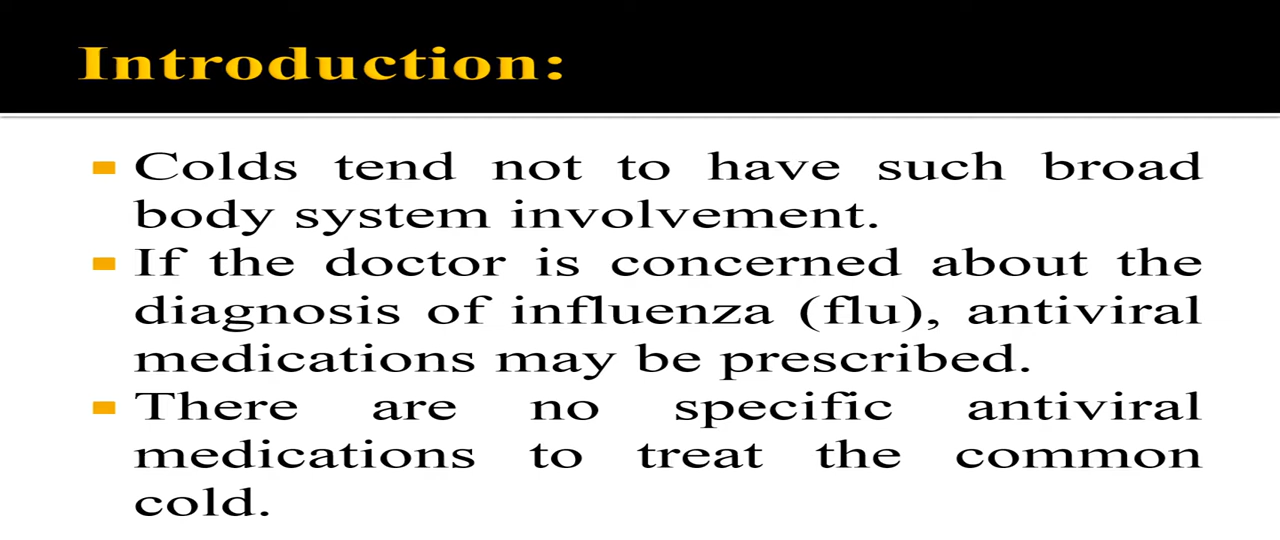 Introduction:
Colds tend not to have such broad
body system involvement.
If the doctor is concerned about the
diagnosis of influenza (flu), antiviral
medications may be prescribed.
There are no specific antiviral
medications to treat the common
cold.